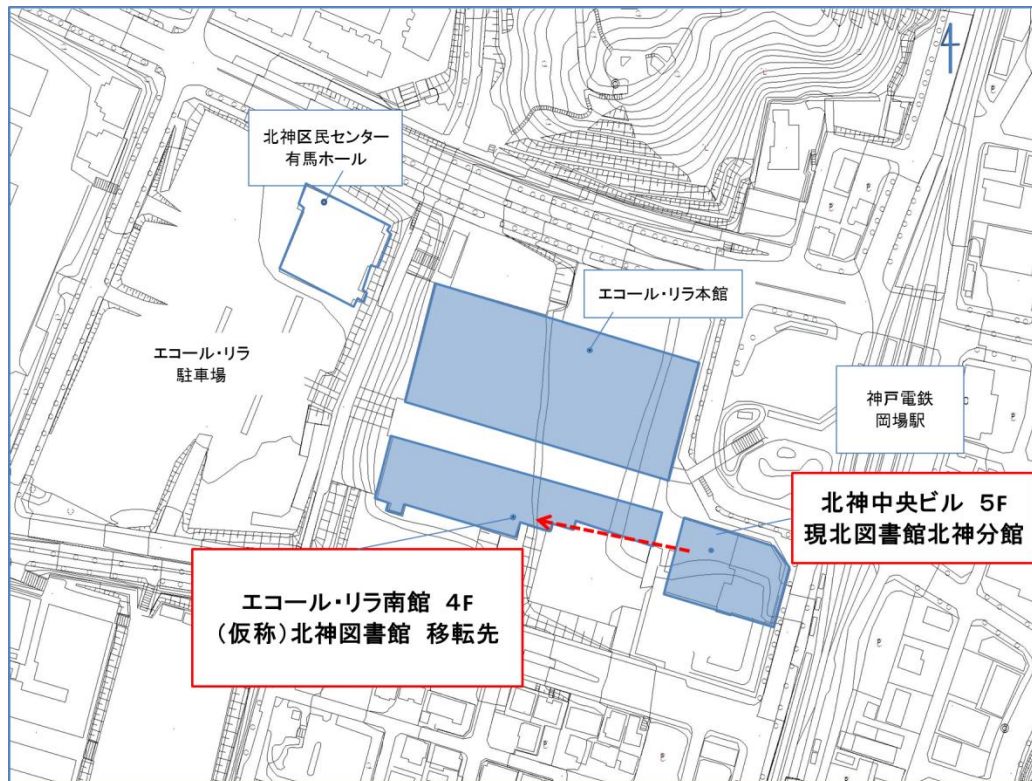 北神区民センター
有馬ホール
エコール・リラ本館
エコール・リラ
駐車場
神戸電鉄
岡場駅
北神中央ビル 5F
現北図書館北神分館
エコール・リラ南館 4F
(仮称)北神図書館 移転先